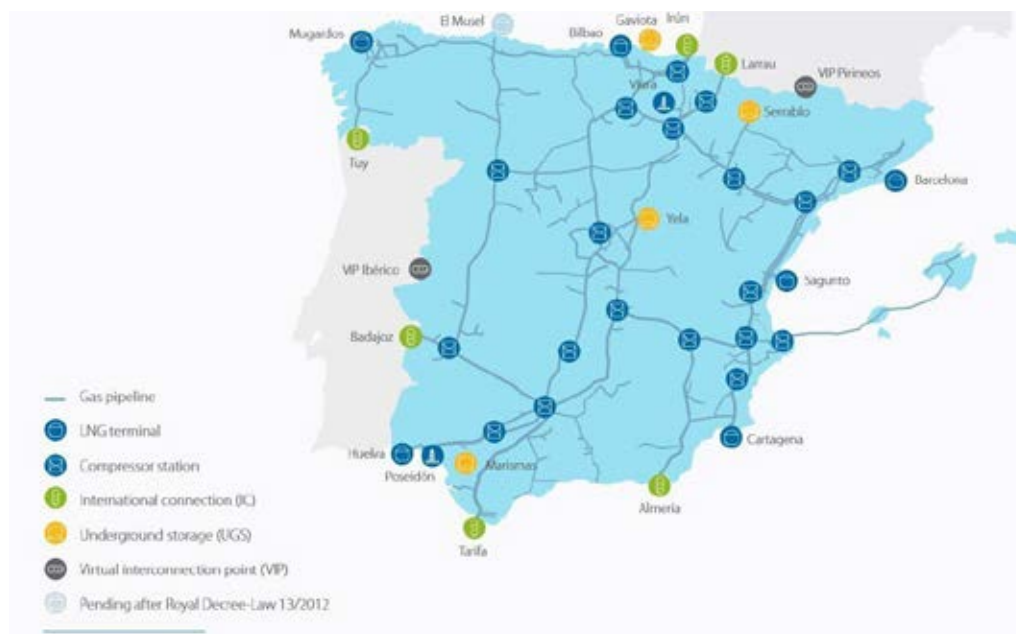 El Musel
Gaviota
Irún
Mugardos
Bilbao
Larrau
Viura
VIP Pirineos
Serrablo
Tuy
Barcelona
Yela
VIP Ibérico
Sagunto
Badajoz
Gas pipeline
LNG terminal
Cartagena
Compressor station
Huelva
Marismas
Poseidón
International connection (IC)
Almería
Underground storage (UGS)
Tarifa
Virtual interconnection point (VIP)
Pending after Royal Decree-Law 13/2012